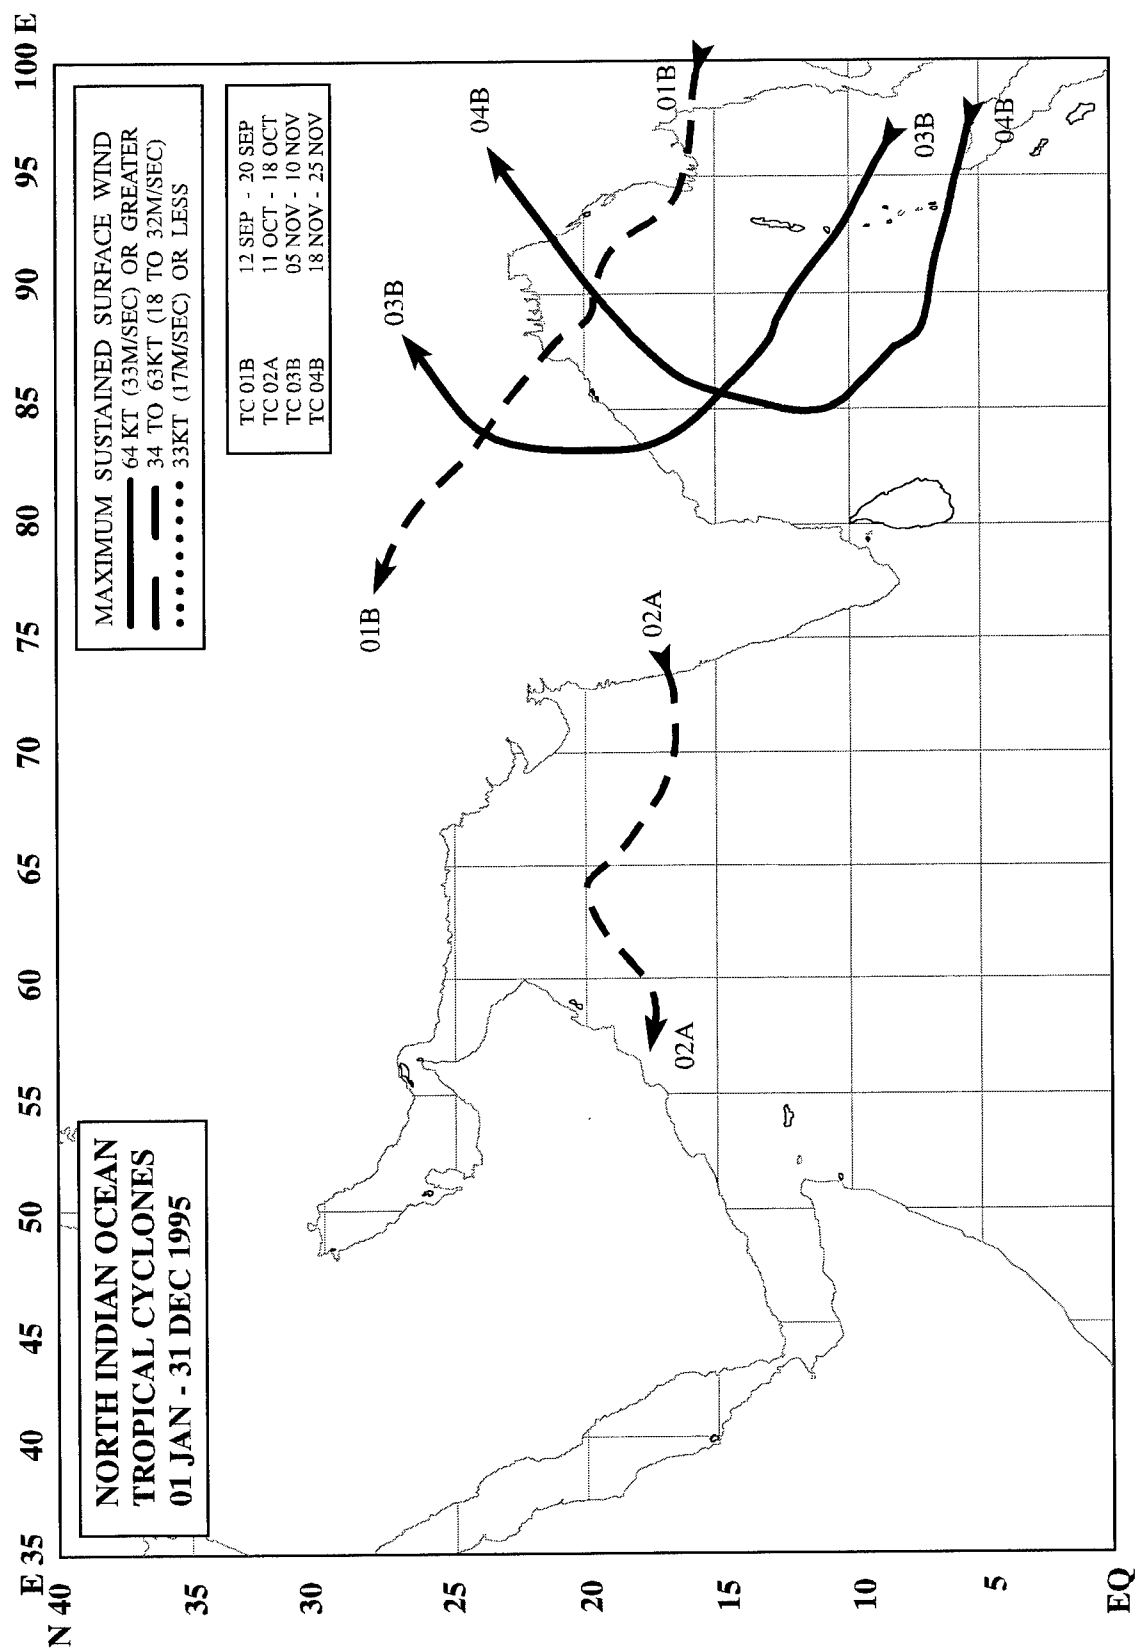 NORTH INDIAN OCEAN
TROPICAL CYCLONES
01 JAN - 31 DEC 1995
MAXIMUM SUSTAINED SURFACE WIND
64 KT (33M/SEC) OR GREATER
34 TO 63KT (18 TO 32M/SEC)
33KT (17M/SEC) OR LESS
TC 01B 12 SEP - 20 SEP
TC 02A 11 OCT - 18 OCT
TC 03B 05 NOV - 10 NOV
TC 04B 18 NOV - 25 NOV
E 35 40 45 50 55 60 65 70 75 80 85 90 95 100 E
N 40
35
30
25
20
15
10
5
EQ
01B
03B
04B
01B
02A
02A
03B
04B